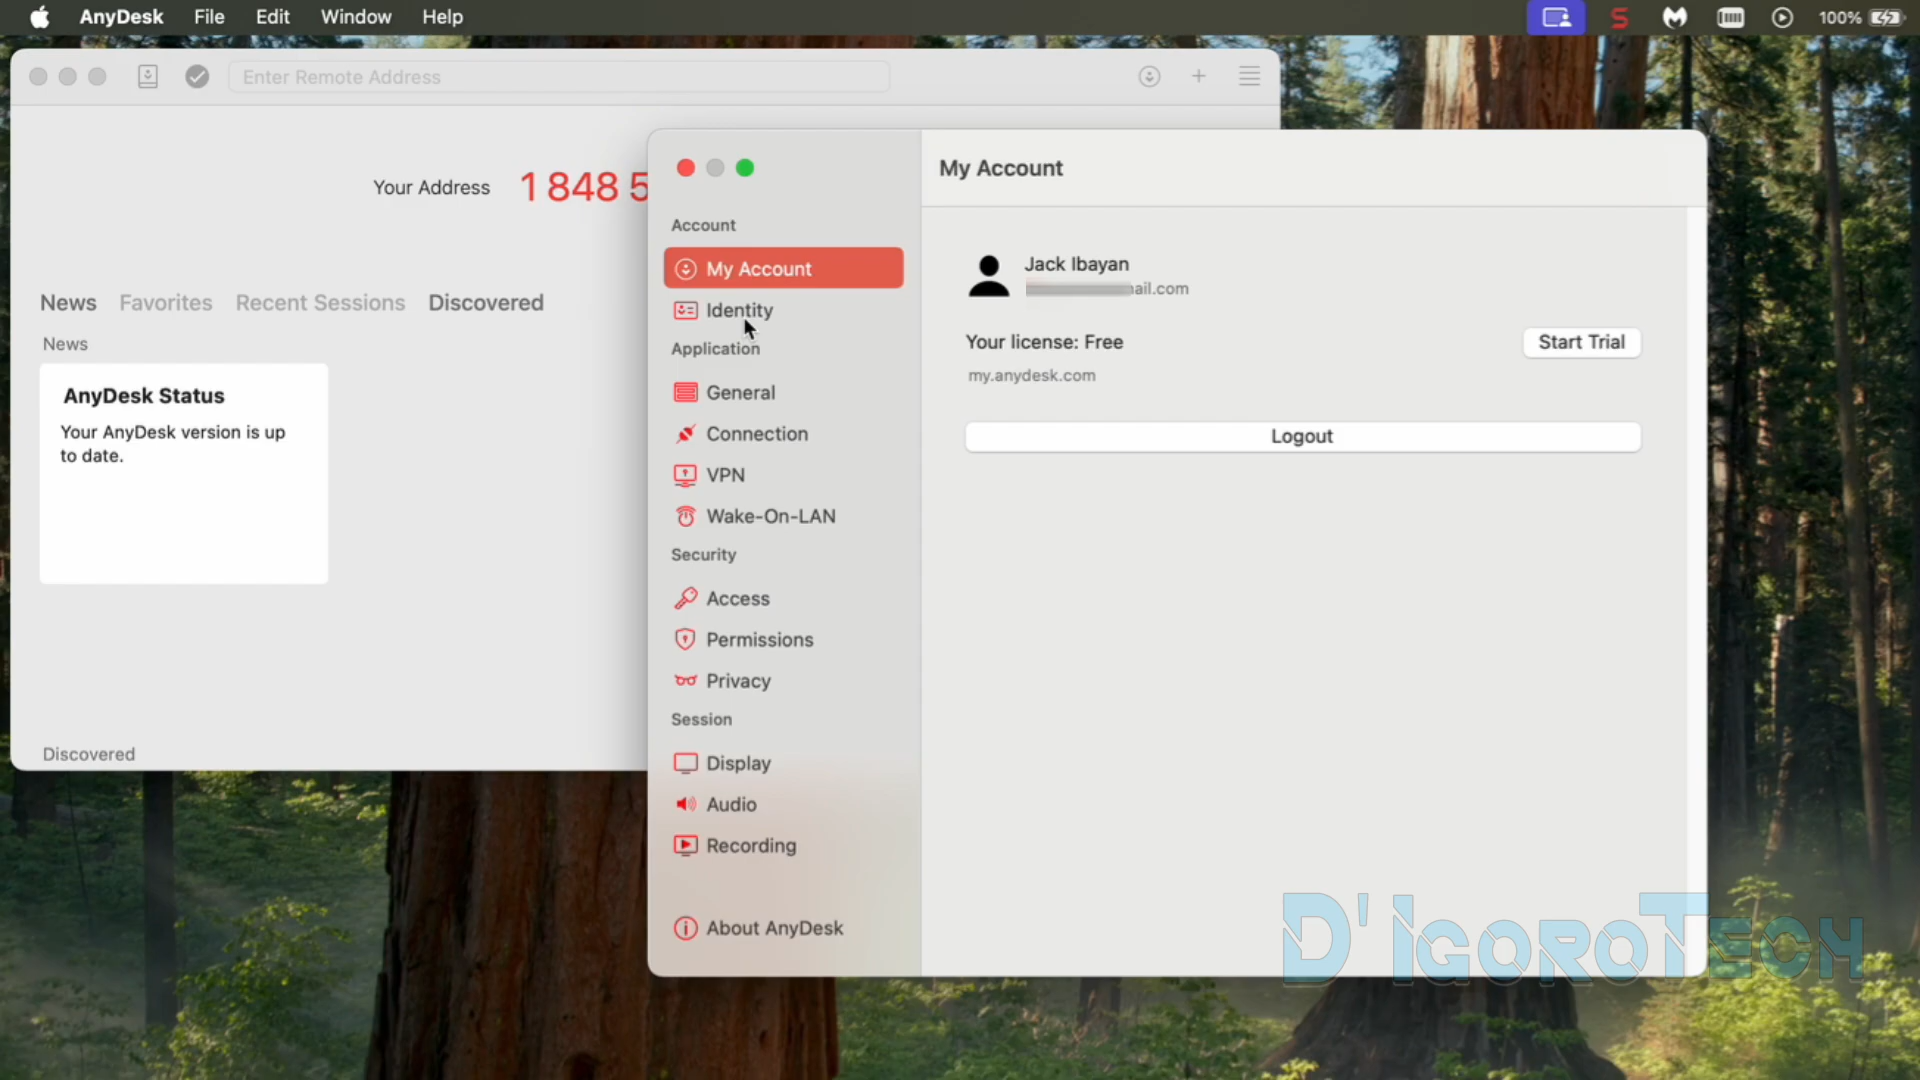 AnyDesk File Edit Window Help
100%
Enter Remote Address
Your Address 1 848 5
News Favorites Recent Sessions Discovered
News
AnyDesk Status
Your AnyDesk version is up
to date.
Discovered
Account
My Account
Identity
Application
General
Connection
VPN
Wake-On-LAN
Security
Access
Permissions
Privacy
Session
Display
Audio
Recording
About AnyDesk
My Account
Jack Ibayan
ail.com
Your license: Free
Start Trial
my.anydesk.com
Logout
D'IGOROTECH